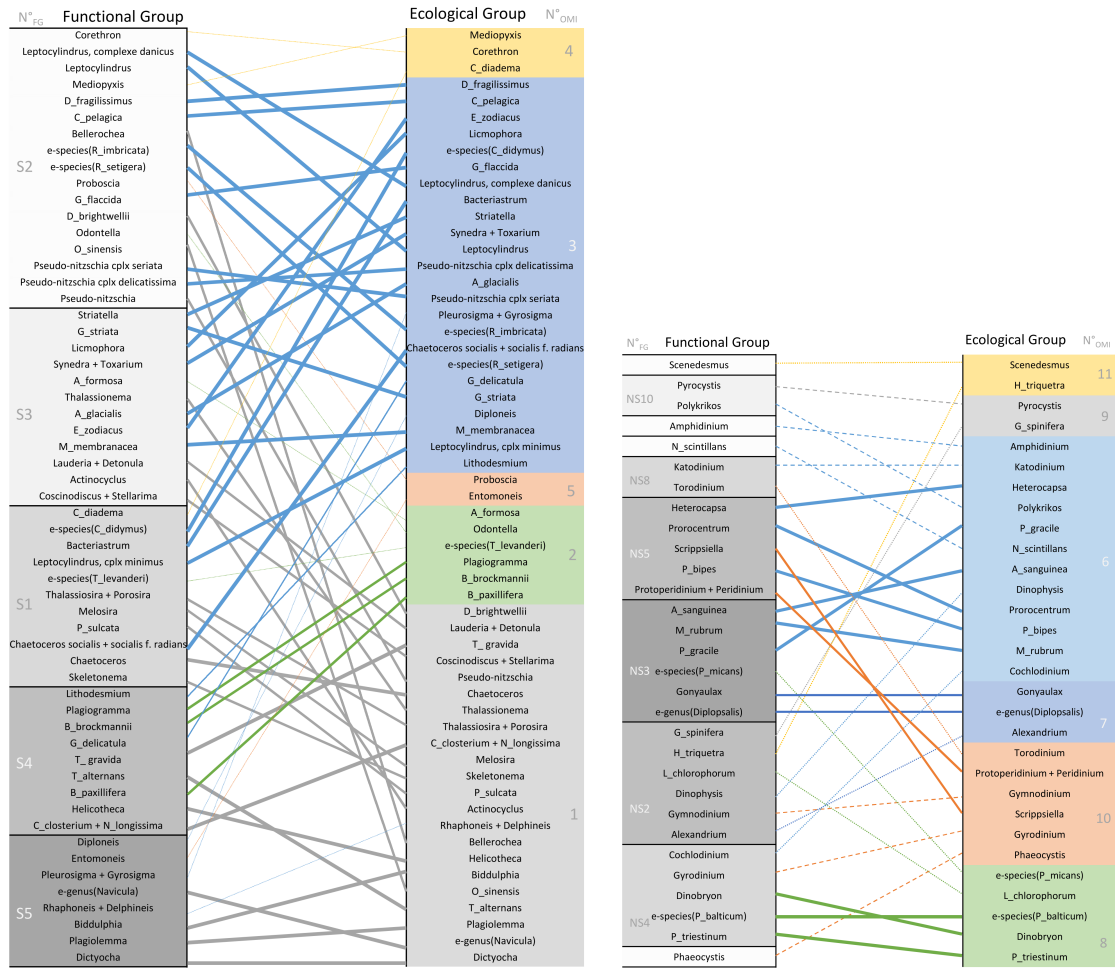 N°FG Functional Group
Corethron
Leptocylindrus, complexe danicus
Leptocylindrus
Mediopyxis
D_fragilissimus
C_pelagica
Bellerochea
e-species(R_imbricata)
S2
e-species(R_setigera)
Proboscia
G_flaccida
D_brightwellii
Odontella
O_sinensis
Pseudo-nitzschia cplx seriata
Pseudo-nitzschia cplx delicatissima
Pseudo-nitzschia
Striatella
G_striata
Licmophora
Synedra + Toxarium
A_formosa
Thalassionema
S3
A_glacialis
E_zodiacus
M_membranacea
Lauderia + Detonula
Actinocyclus
Coscinodiscus + Stellarima
C_diadema
e-species(C_didymus)
Bacteriastrum
Leptocylindrus, cplx minimus
e-species(T_levanderi)
Thalassiosira + Porosira
S1
Melosira
P_sulcata
Chaetoceros socialis + socialis f. radians
Chaetoceros
Skeletonema
Lithodesmium
Plagiogramma
B_brockmannii
G_delicatula
S4
T_ gravida
T_alternans
B_paxillifera
Helicotheca
C_closterium + N_longissima
Diploneis
Entomoneis
Pleurosigma + Gyrosigma
e-genus(Navicula)
S5
Rhaphoneis + Delphineis
Biddulphia
Plagiolemma
Dictyocha
Ecological Group N°OMI
Mediopyxis
Corethron
4
C_diadema
D_fragilissimus
C_pelagica
E_zodiacus
Licmophora
e-species(C_didymus)
G_flaccida
Leptocylindrus, complexe danicus
Bacteriastrum
Striatella
Synedra + Toxarium
3
Leptocylindrus
Pseudo-nitzschia cplx delicatissima
A_glacialis
Pseudo-nitzschia cplx seriata
Pleurosigma + Gyrosigma
e-species(R_imbricata)
Chaetoceros socialis + socialis f. radians
e-species(R_setigera)
G_delicatula
G_striata
Diploneis
M_membranacea
Leptocylindrus, cplx minimus
Lithodesmium
Proboscia
5
Entomoneis
A_formosa
Odontella
e-species(T_levanderi)
2
Plagiogramma
B_brockmannii
B_paxillifera
D_brightwellii
Lauderia + Detonula
T_ gravida
Coscinodiscus + Stellarima
Pseudo-nitzschia
Chaetoceros
Thalassionema
Thalassiosira + Porosira
C_closterium + N_longissima
Melosira
Skeletonema
P_sulcata
Actinocyclus
1
Rhaphoneis + Delphineis
Bellerochea
Helicotheca
Biddulphia
O_sinensis
T_alternans
Plagiolemma
e-genus(Navicula)
Dictyocha
N°FG Functional Group
Scenedesmus
Pyrocystis
NS10
Polykrikos
Amphidinium
N_scintillans
Katodinium
NS8
Torodinium
Heterocapsa
Prorocentrum
NS5
Scrippsiella
P_bipes
Protoperidinium + Peridinium
A_sanguinea
M_rubrum
P_gracile
NS3
e-species(P_micans)
Gonyaulax
e-genus(Diplopsalis)
G_spinifera
H_triquetra
L_chlorophorum
Dinophysis
NS2
Gymnodinium
Alexandrium
Cochlodinium
Gyrodinium
Dinobryon
e-species(P_balticum)
NS4
P_triestinum
Phaeocystis
Ecological Group N°OMI
Scenedesmus
11
H_triquetra
Pyrocystis
9
G_spinifera
Amphidinium
Katodinium
Heterocapsa
Polykrikos
P_gracile
N_scintillans
6
A_sanguinea
Dinophysis
Prorocentrum
P_bipes
M_rubrum
Cochlodinium
Gonyaulax
e-genus(Diplopsalis)
7
Alexandrium
Torodinium
Protoperidinium + Peridinium
Gymnodinium
Scrippsiella
10
Gyrodinium
Phaeocystis
e-species(P_micans)
L_chlorophorum
e-species(P_balticum)
Dinobryon
8
P_triestinum